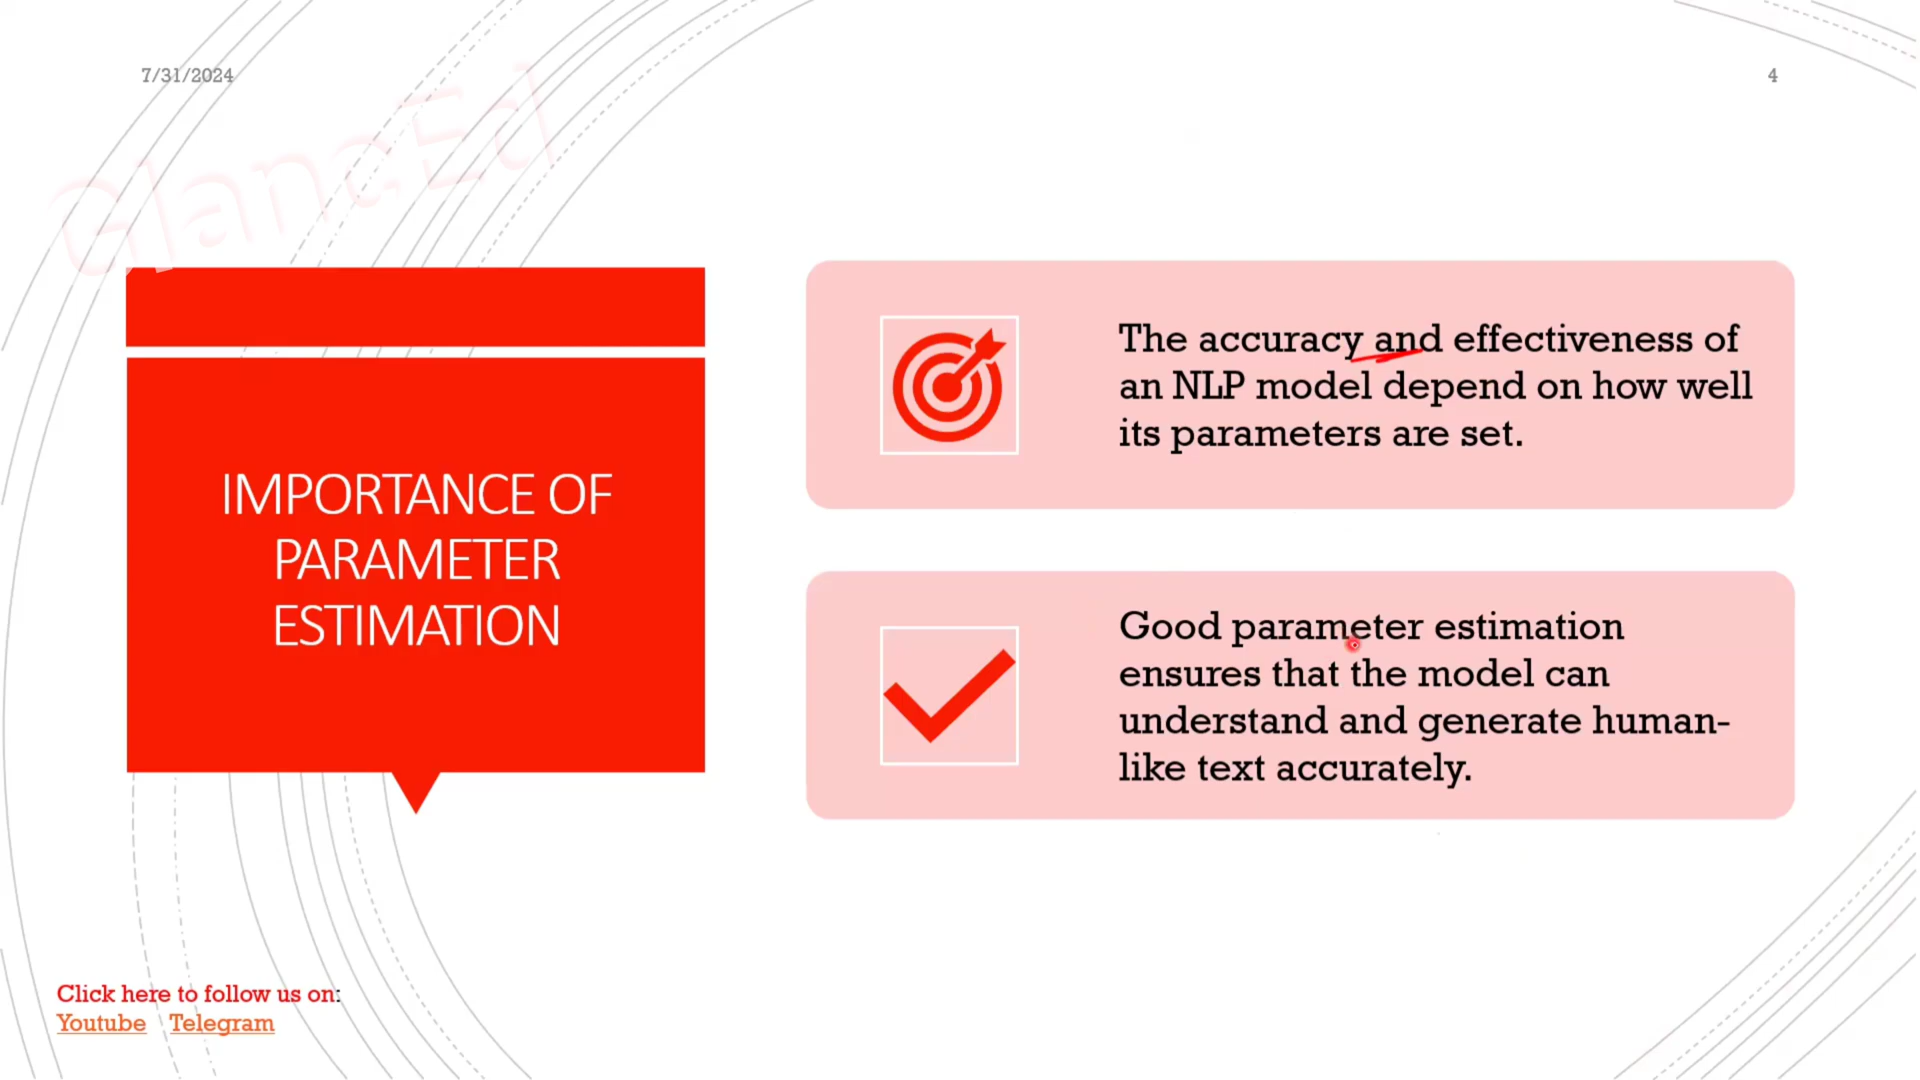 7/31/2024
4
GlancEd
IMPORTANCE OF
PARAMETER
ESTIMATION
The accuracy and effectiveness of
an NLP model depend on how well
its parameters are set.
Good parameter estimation
ensures that the model can
understand and generate human-
like text accurately.
Click here to follow us on:
Youtube Telegram